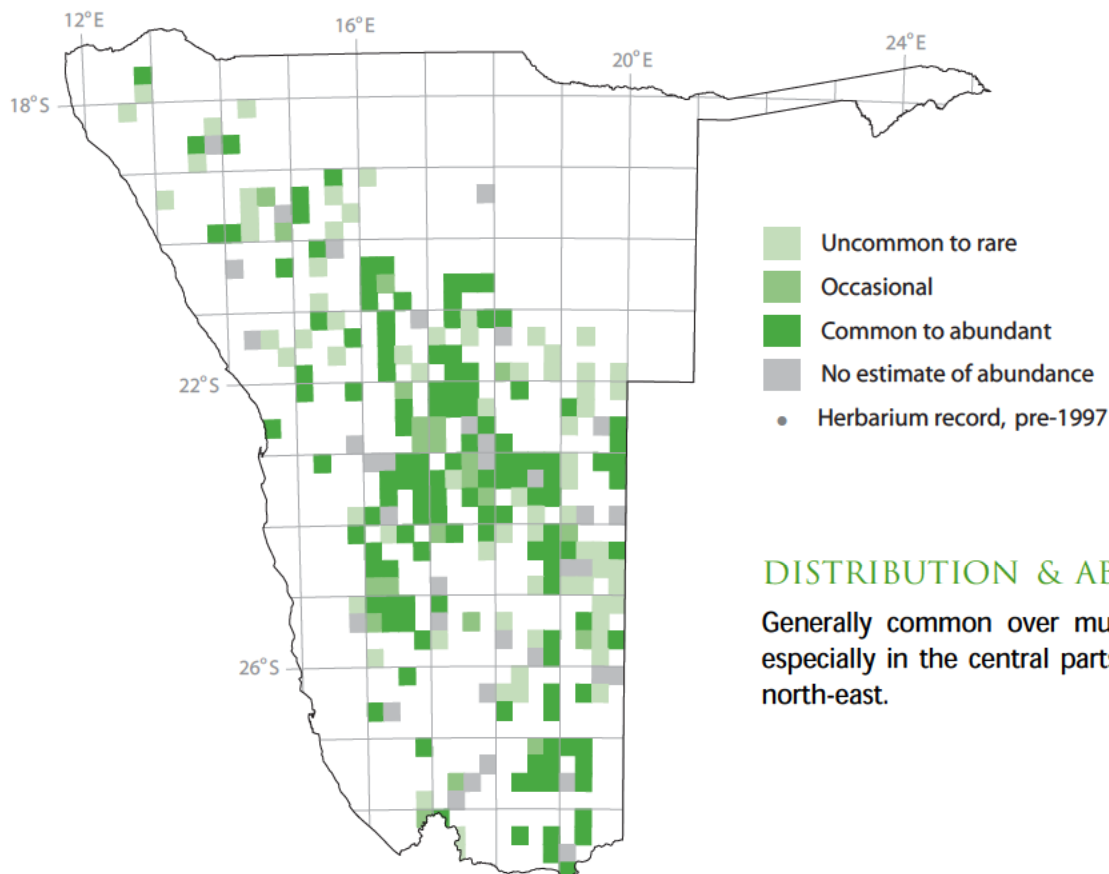 12°E
16°E
20°E
24°E
18°S
22°S
26°S
Uncommon to rare
Occasional
Common to abundant
No estimate of abundance
Herbarium record, pre-1997
DISTRIBUTION &
Generally common over
especially in the central parts
north-east.